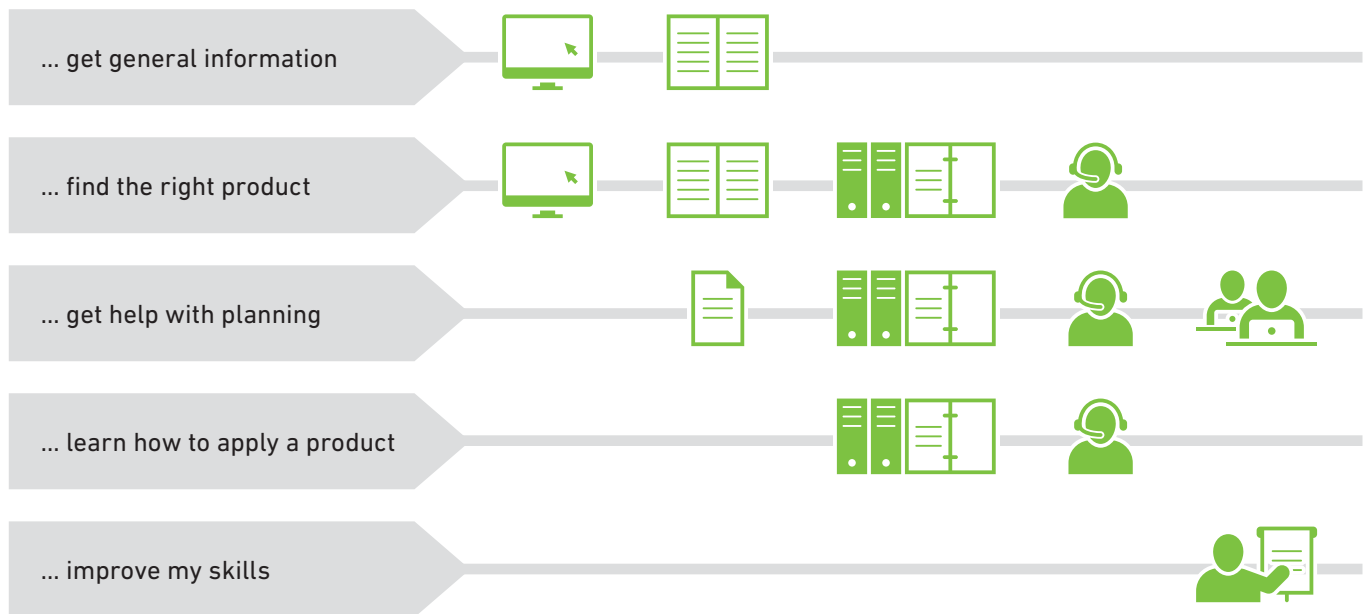 ... get general information
... find the right product
... get help with planning
... learn how to apply a product
... improve my skills